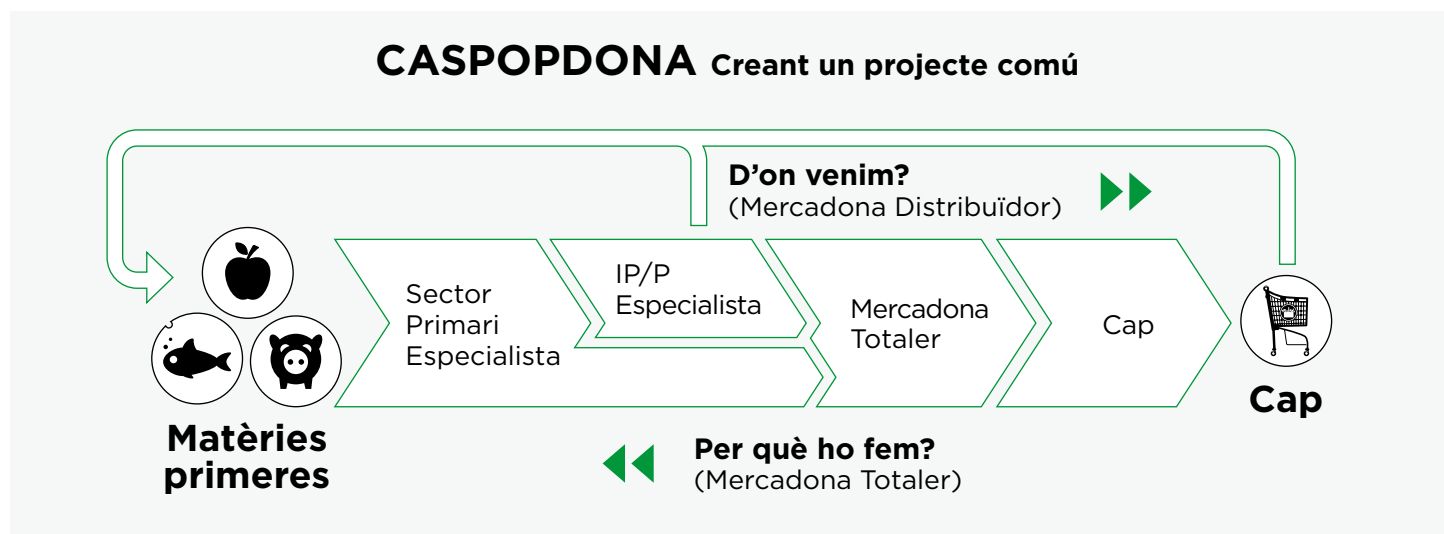 CASPOPDONA Creant un projecte comú
D'on venim?
(Mercadona Distribuïdor)
Sector
Primari
Especialista
IP/P
Especialista
Mercadona
Totaler
Cap
Cap
Matèries
primeres
Per què ho fem?
(Mercadona Totaler)